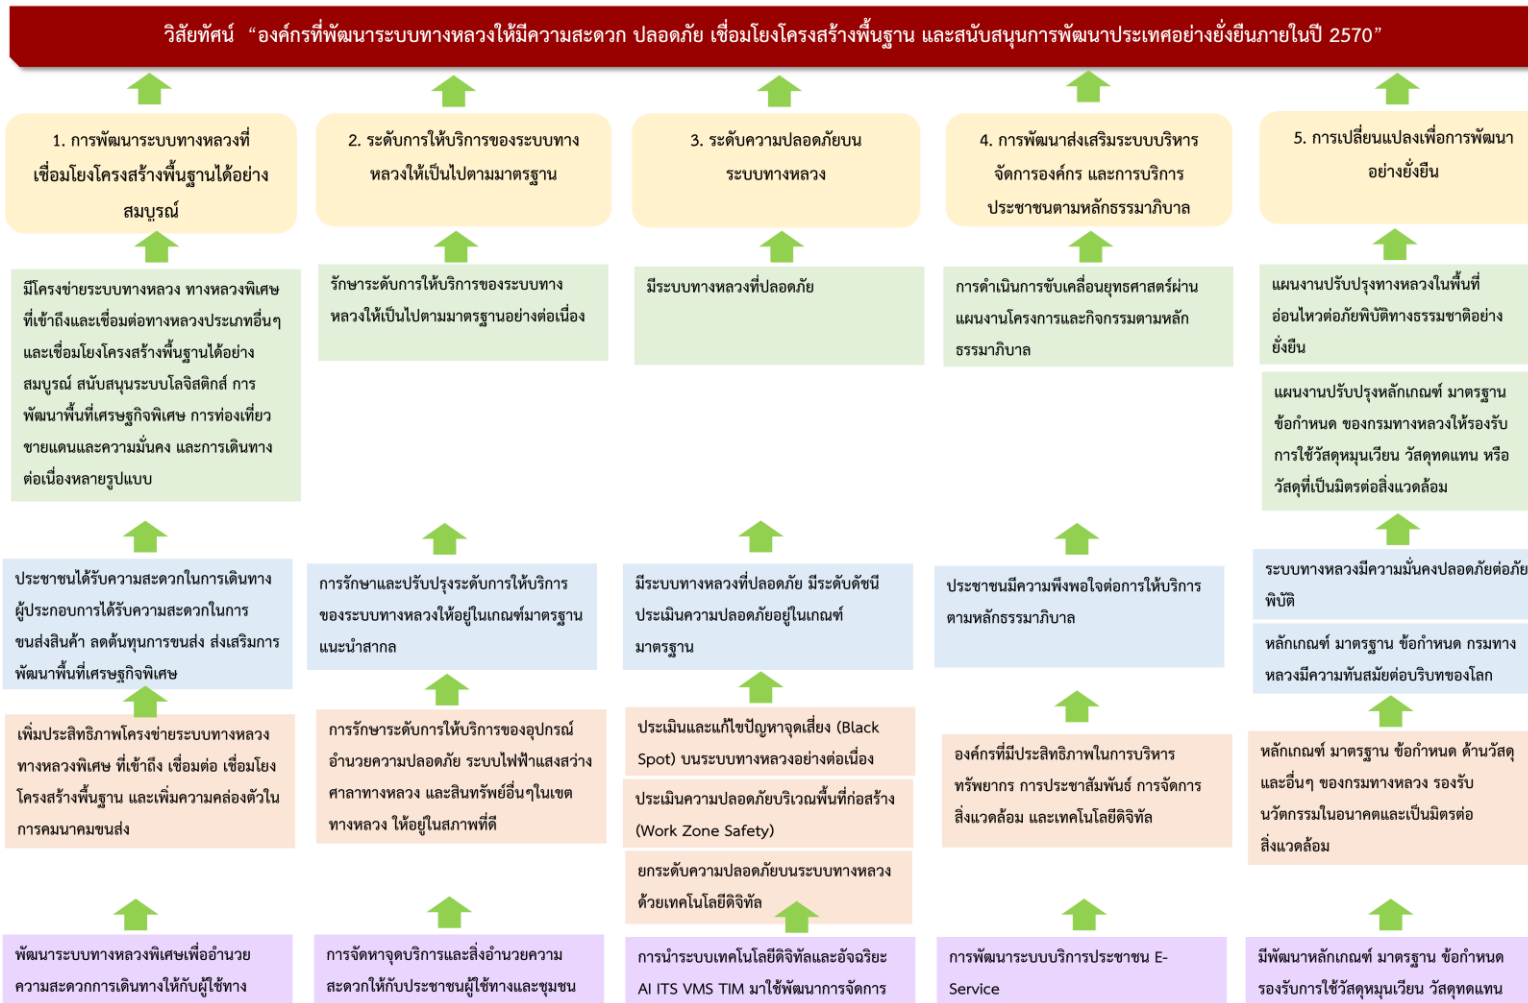 วิสัยทัศน์ “องค์กรที่พัฒนาระบบทางหลวงให้มีความสะดวก ปลอดภัย เชื่อมโยงโครงสร้างพื้นฐาน และสนับสนุนการพัฒนาประเทศอย่างยั่งยืนภายในปี 2570”
1. การพัฒนาระบบทางหลวงที่
เชื่อมโยงโครงสร้างพื้นฐานได้อย่าง
สมบูรณ์
2. ระดับการให้บริการของระบบทาง
หลวงให้เป็นไปตามมาตรฐาน
3. ระดับความปลอดภัยบน
ระบบทางหลวง
4. การพัฒนาส่งเสริมระบบบริหาร
จัดการองค์กร และการบริการ
ประชาชนตามหลักธรรมาภิบาล
5. การเปลี่ยนแปลงเพื่อการพัฒนา
อย่างยั่งยืน
มีโครงข่ายระบบทางหลวง ทางหลวงพิเศษ
ที่เข้าถึงและเชื่อมต่อทางหลวงประเภทอื่นๆ
และเชื่อมโยงโครงสร้างพื้นฐานได้อย่าง
สมบูรณ์ สนับสนุนระบบโลจิสติกส์ การ
พัฒนาพื้นที่เศรษฐกิจพิเศษ การท่องเที่ยว
ชายแดนและความมั่นคง และการเดินทาง
ต่อเนื่องหลายรูปแบบ
รักษาระดับการให้บริการของระบบทาง
หลวงให้เป็นไปตามมาตรฐานอย่างต่อเนื่อง
มีระบบทางหลวงที่ปลอดภัย
การดำเนินการขับเคลื่อนยุทธศาสตร์ผ่าน
แผนงานโครงการและกิจกรรมตามหลัก
ธรรมาภิบาล
แผนงานปรับปรุงทางหลวงในพื้นที่
อ่อนไหวต่อภัยพิบัติทางธรรมชาติอย่าง
ยั่งยืน
แผนงานปรับปรุงหลักเกณฑ์ มาตรฐาน
ข้อกำหนด ของกรมทางหลวงให้รองรับ
การใช้วัสดุหมุนเวียน วัสดุทดแทน หรือ
วัสดุที่เป็นมิตรต่อสิ่งแวดล้อม
ประชาชนได้รับความสะดวกในการเดินทาง
ผู้ประกอบการได้รับความสะดวกในการ
ขนส่งสินค้า ลดต้นทุนการขนส่ง ส่งเสริมการ
พัฒนาพื้นที่เศรษฐกิจพิเศษ
การรักษาและปรับปรุงระดับการให้บริการ
ของระบบทางหลวงให้อยู่ในเกณฑ์มาตรฐาน
แนะนำสากล
มีระบบทางหลวงที่ปลอดภัย มีระดับดัชนี
ประเมินความปลอดภัยอยู่ในเกณฑ์
มาตรฐาน
ประชาชนมีความพึงพอใจต่อการให้บริการ
ตามหลักธรรมาภิบาล
ระบบทางหลวงมีความมั่นคงปลอดภัยต่อภัย
พิบัติ
หลักเกณฑ์ มาตรฐาน ข้อกำหนด กรมทาง
หลวงมีความทันสมัยต่อบริบทของโลก
เพิ่มประสิทธิภาพโครงข่ายระบบทางหลวง
ทางหลวงพิเศษ ที่เข้าถึง เชื่อมต่อ เชื่อมโยง
โครงสร้างพื้นฐาน และเพิ่มความคล่องตัวใน
การคมนาคมขนส่ง
การรักษาระดับการให้บริการของอุปกรณ์
อำนวยความปลอดภัย ระบบไฟฟ้าแสงสว่าง
ศาลาทางหลวง และสินทรัพย์อื่นๆในเขต
ทางหลวง ให้อยู่ในสภาพที่ดี
ประเมินและแก้ไขปัญหาจุดเสี่ยง (Black
Spot) บนระบบทางหลวงอย่างต่อเนื่อง
ประเมินความปลอดภัยบริเวณพื้นที่ก่อสร้าง
(Work Zone Safety)
ยกระดับความปลอดภัยบนระบบทางหลวง
ด้วยเทคโนโลยีดิจิทัล
องค์กรที่มีประสิทธิภาพในการบริหาร
ทรัพยากร การประชาสัมพันธ์ การจัดการ
สิ่งแวดล้อม และเทคโนโลยีดิจิทัล
หลักเกณฑ์ มาตรฐาน ข้อกำหนด ด้านวัสดุ
และอื่นๆ ของกรมทางหลวง รองรับ
นวัตกรรมในอนาคตและเป็นมิตรต่อ
สิ่งแวดล้อม
พัฒนาระบบทางหลวงพิเศษเพื่ออำนวย
ความสะดวกการเดินทางให้กับผู้ใช้ทาง
การจัดหาจุดบริการและสิ่งอำนวยความ
สะดวกให้กับประชาชนผู้ใช้ทางและชุมชน
การนำระบบเทคโนโลยีดิจิทัลและอัจฉริยะ
AI ITS VMS TIM มาใช้พัฒนาการจัดการ
การพัฒนาระบบบริการประชาชน E-
Service
มีพัฒนาหลักเกณฑ์ มาตรฐาน ข้อกำหนด
รองรับการใช้วัสดุหมุนเวียน วัสดุทดแทน